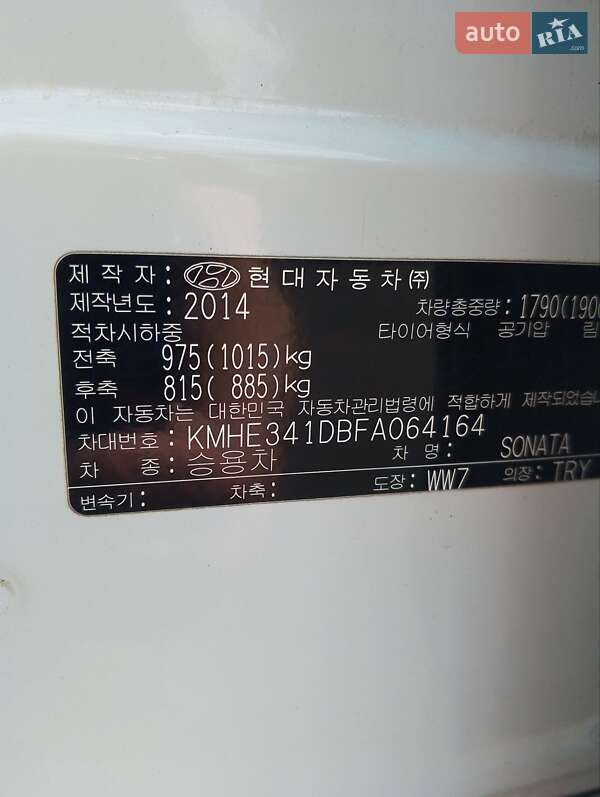 auto RIA.com
제 작 자 : 현대자동차㈜
제작년도 : 2014 차량총중량 : 1790(190
적차시하중 타이어형식 공기압 림
전축 975(1015)kg
후축 815( 885)kg
이 자동차는 대한민국 자동차관리법령에 적합하게 제작되었습니
차대번호 : KMHE341DBFA064164
차 종 : 승용차 차 명 : SONATA
변속기 : 차축 : 도장 : WW7 의장 : TRY